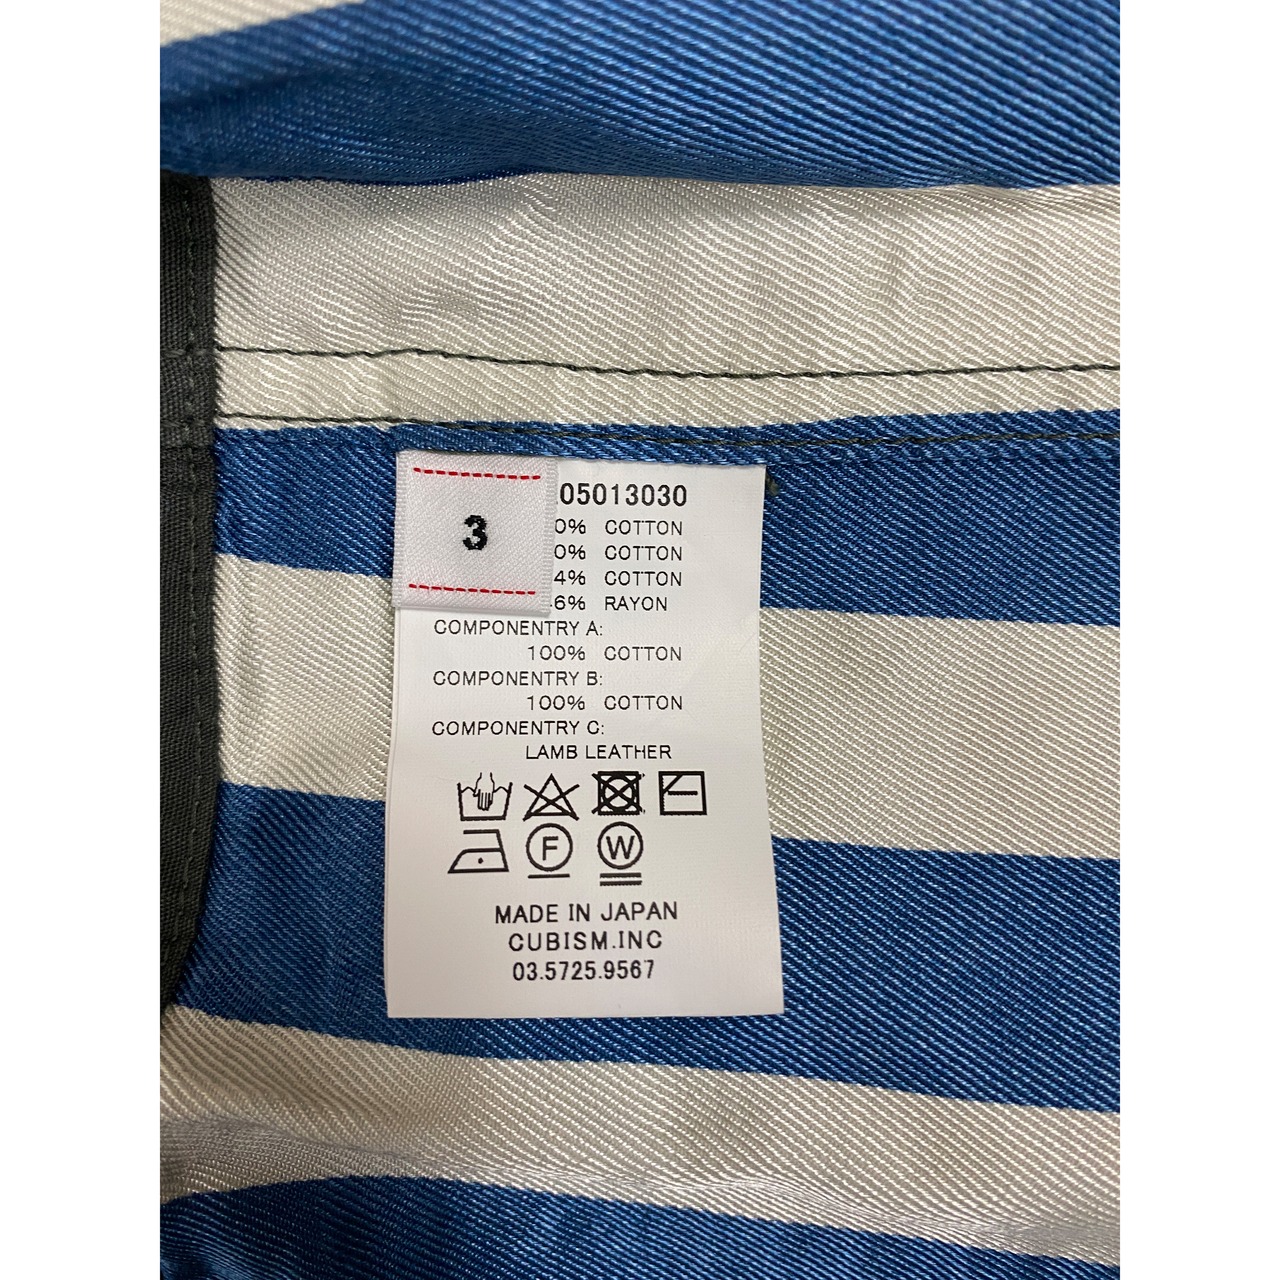 3
05013030
0% COTTON
0% COTTON
4% COTTON
6% RAYON
COMPONENTRY A:
100% COTTON
COMPONENTRY B:
100% COTTON
COMPONENTRY C:
LAMB LEATHER
F
W
MADE IN JAPAN
CUBISM.INC
03.5725.9567